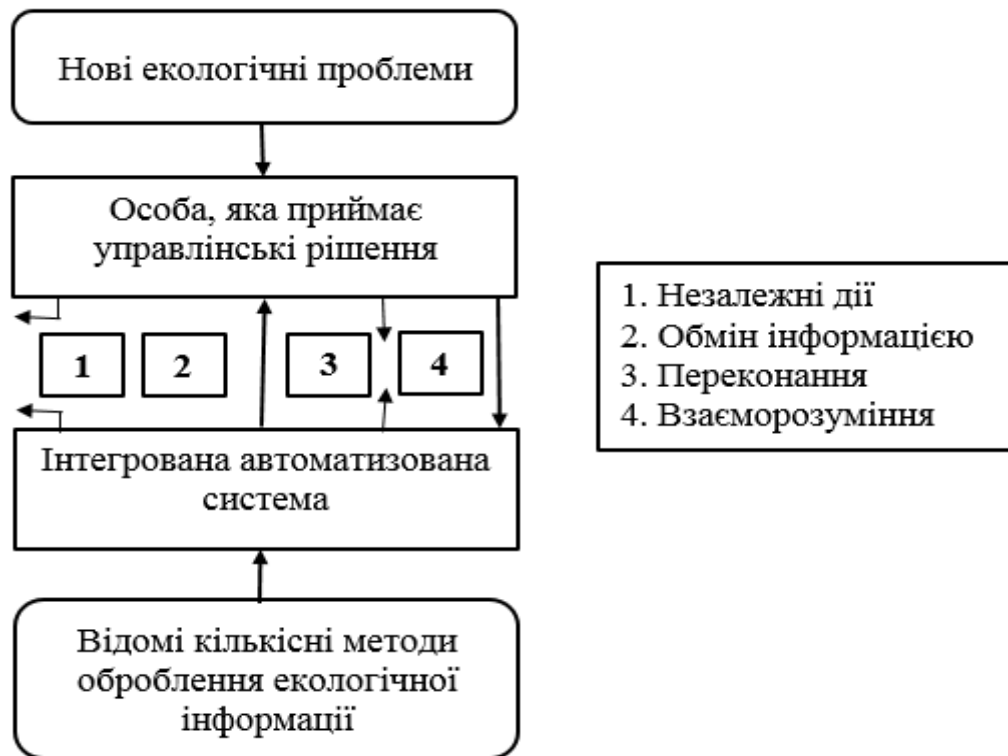 Нові екологічні проблеми
Особа, яка приймає
управлінські рішення
1
2
3
4
1. Незалежні дії
2. Обмін інформацією
3. Переконання
4. Взаєморозуміння
Інтегрована автоматизована
система
Відомі кількісні методи
оброблення екологічної
інформації